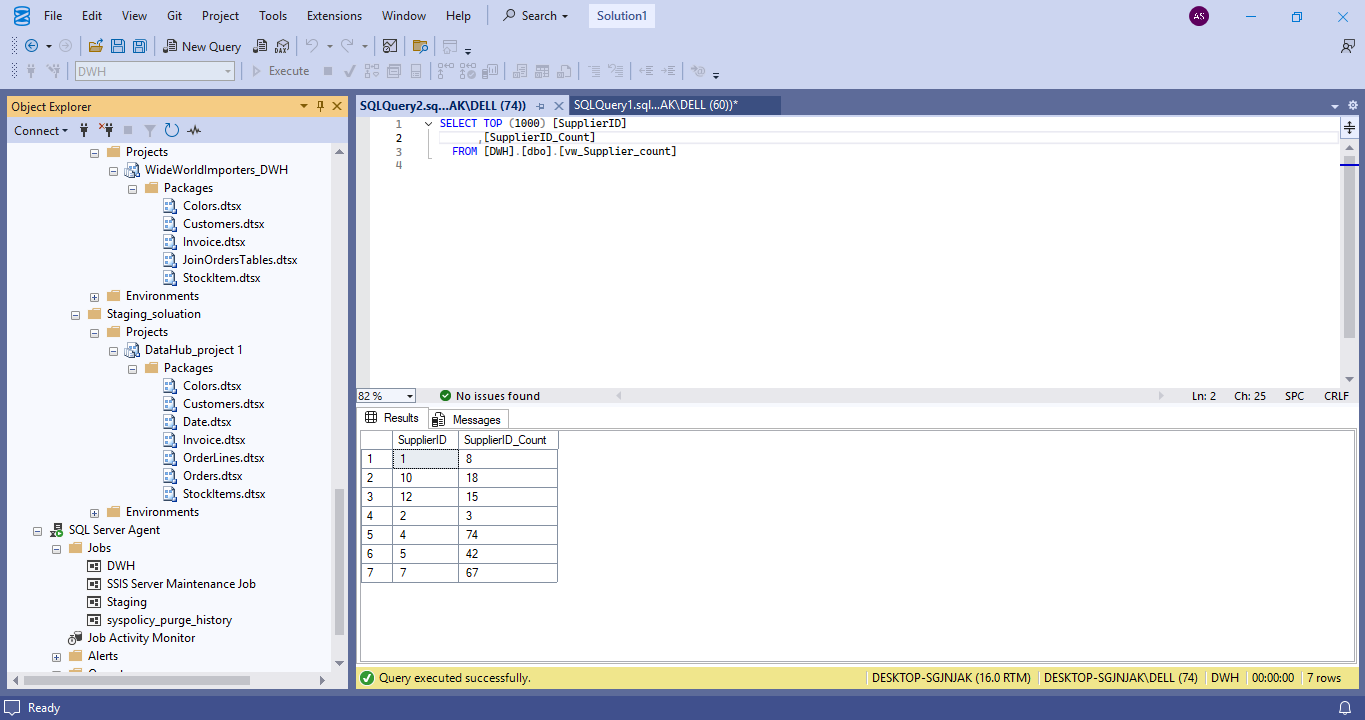 File Edit View Git Project Tools Extensions Window Help Search Solution1 AS
New Query DAX
DWH Execute
Object Explorer
Connect
Projects
WideWorldImporters_DWH
Packages
Colors.dtsx
Customers.dtsx
Invoice.dtsx
JoinOrdersTables.dtsx
StockItem.dtsx
Environments
Staging_soluation
Projects
DataHub_project 1
Packages
Colors.dtsx
Customers.dtsx
Date.dtsx
Invoice.dtsx
OrderLines.dtsx
Orders.dtsx
StockItems.dtsx
Environments
SQL Server Agent
Jobs
DWH
SSIS Server Maintenance Job
Staging
syspolicy_purge_history
Job Activity Monitor
Alerts
SQLQuery2.sq...AK\DELL (74)) SQLQuery1.sql...AK\DELL (60))*
1 SELECT TOP (1000) [SupplierID]
2 ,[SupplierID_Count]
3 FROM [DWH].[dbo].[vw_Supplier_count]
4
82 % No issues found Ln: 2 Ch: 25 SPC CRLF
Results Messages
SupplierID SupplierID_Count
1 1 8
2 10 18
3 12 15
4 2 3
5 4 74
6 5 42
7 7 67
Query executed successfully. DESKTOP-SGJNJAK (16.0 RTM) DESKTOP-SGJNJAK\DELL (74) DWH 00:00:00 7 rows
Ready